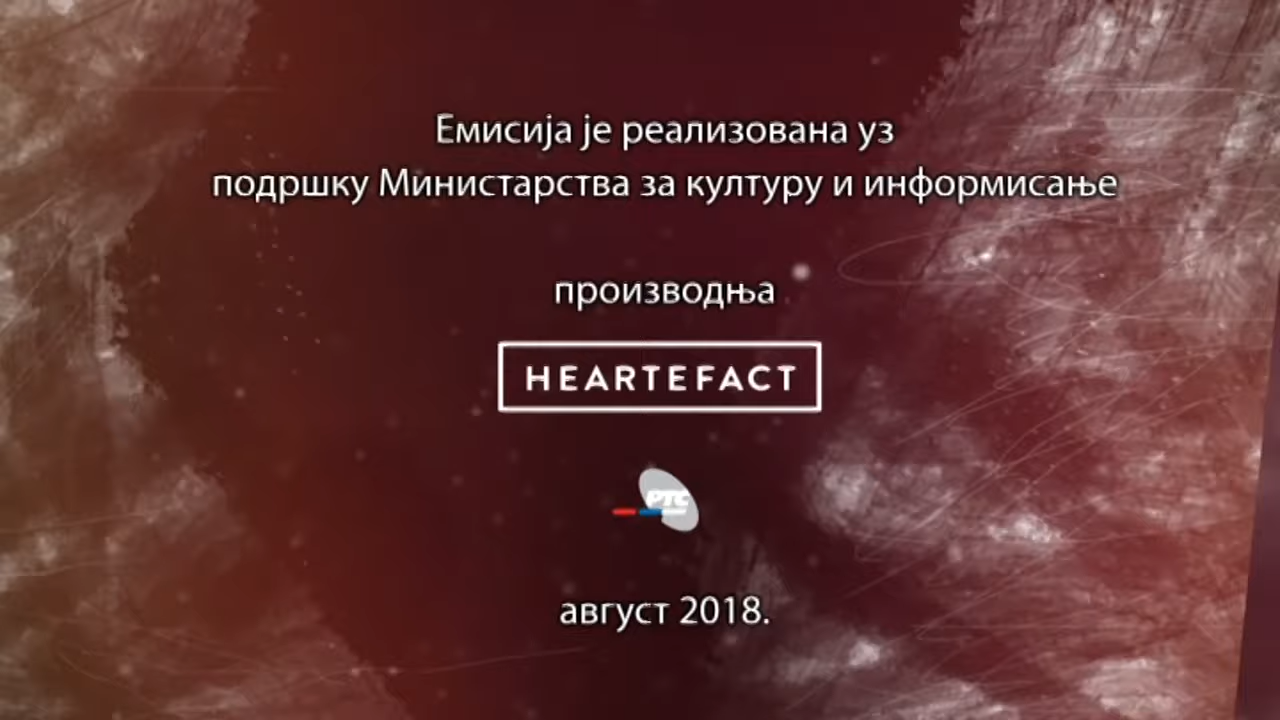 Емисија је реализована уз
подршку Министарства за културу и информисање
производња
HEARTEFACT
РТС
август 2018.